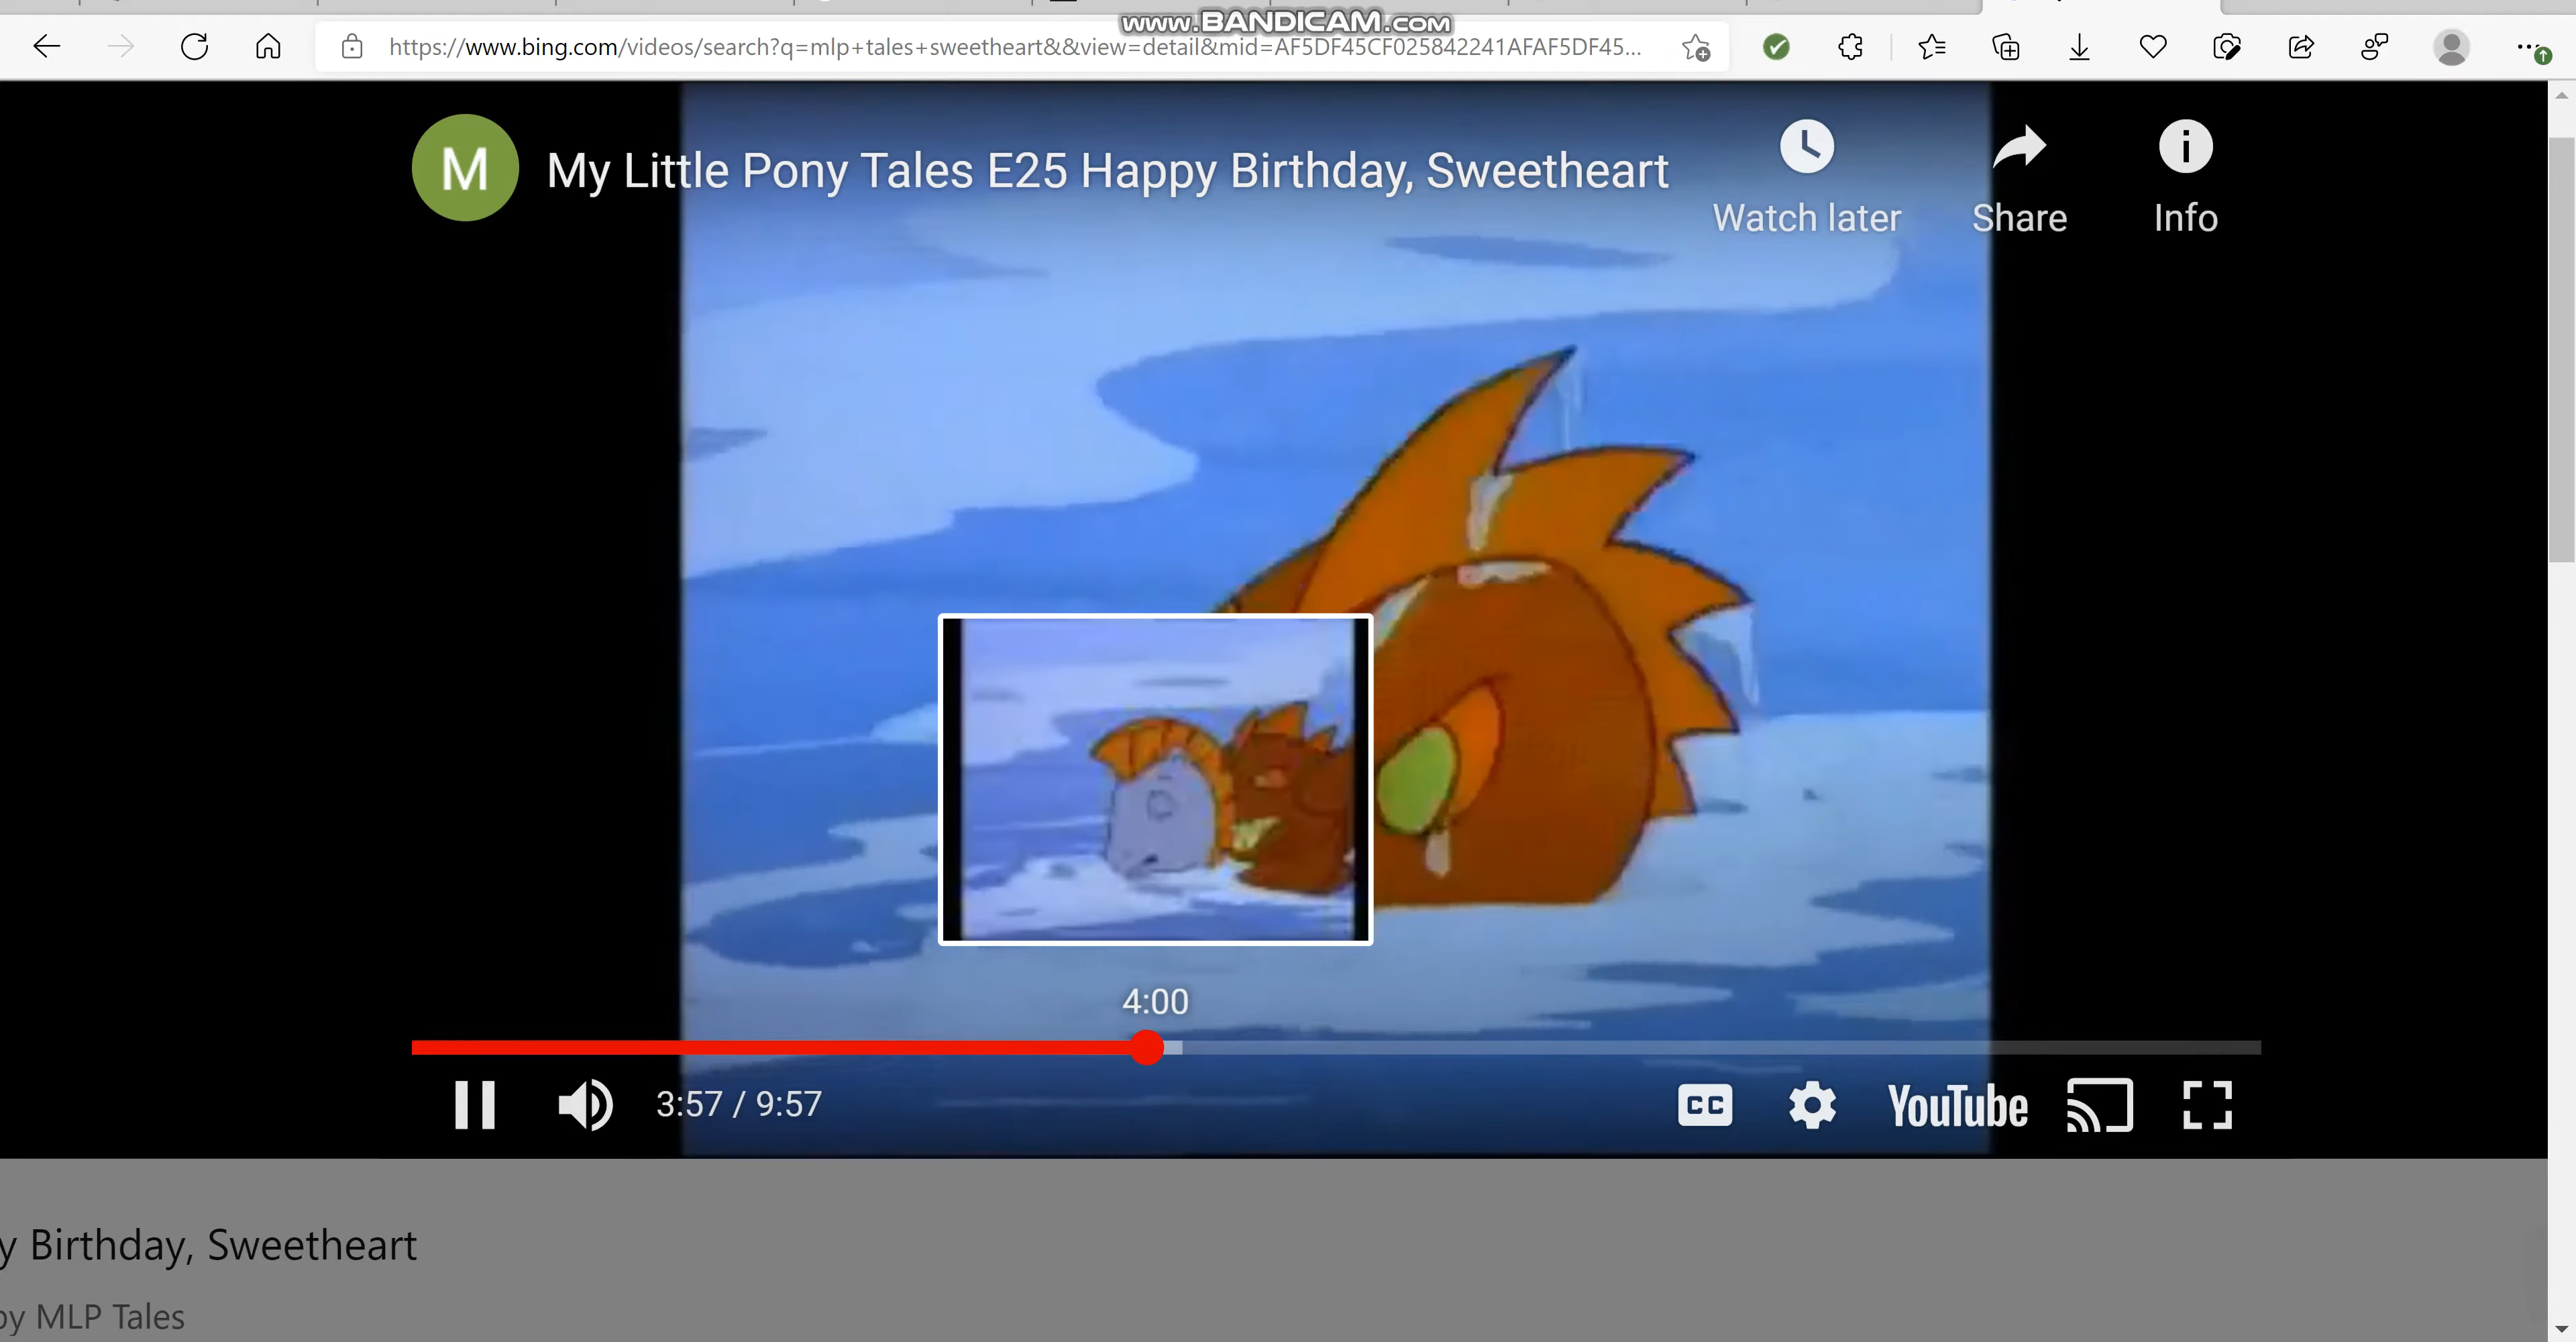 www.BANDICAM.com
https://www.bing.com/videos/search?q=mlp+tales+sweetheart&&view=detail&mid=AF5DF45CF025842241AFAF5DF45...
M
My Little Pony Tales E25 Happy Birthday, Sweetheart
Watch later
Share
Info
4:00
3:57 / 9:57
CC
YouTube
y Birthday, Sweetheart
by MLP Tales